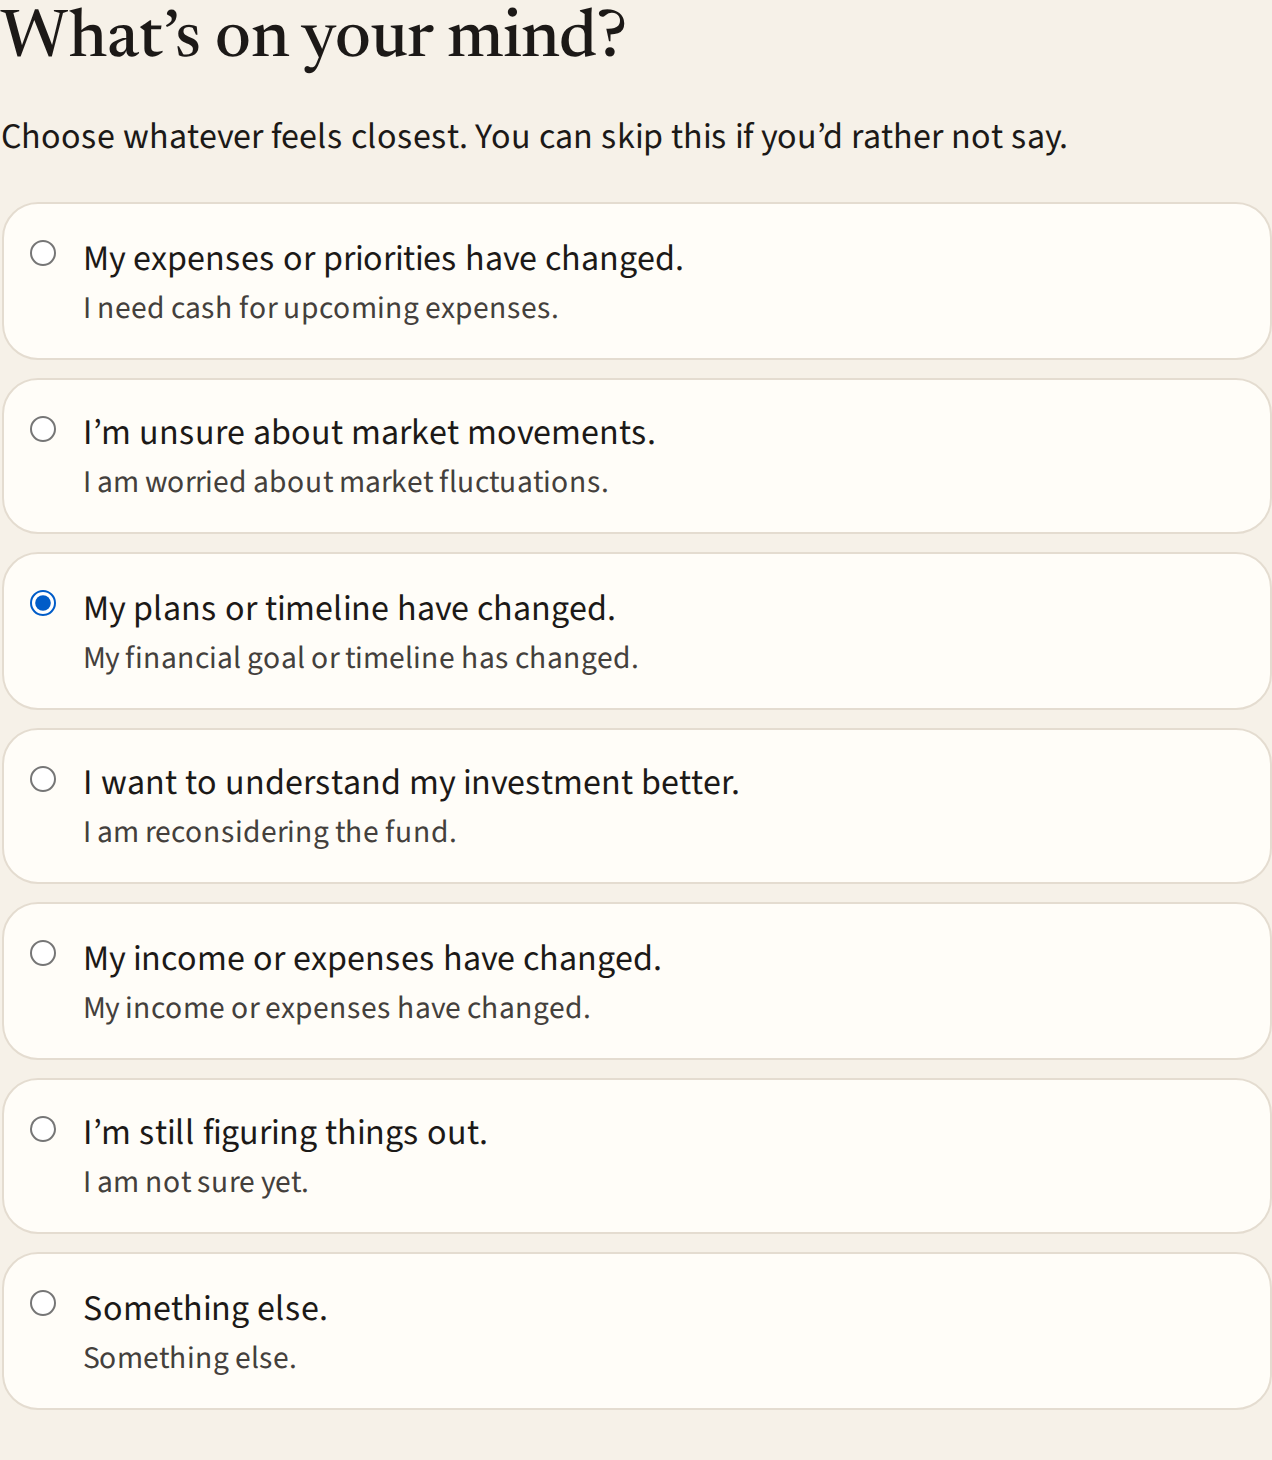 What’s on your mind?
Choose whatever feels closest. You can skip this if you’d rather not say.
My expenses or priorities have changed.
I need cash for upcoming expenses.
I’m unsure about market movements.
I am worried about market fluctuations.
My plans or timeline have changed.
My financial goal or timeline has changed.
I want to understand my investment better.
I am reconsidering the fund.
My income or expenses have changed.
My income or expenses have changed.
I’m still figuring things out.
I am not sure yet.
Something else.
Something else.